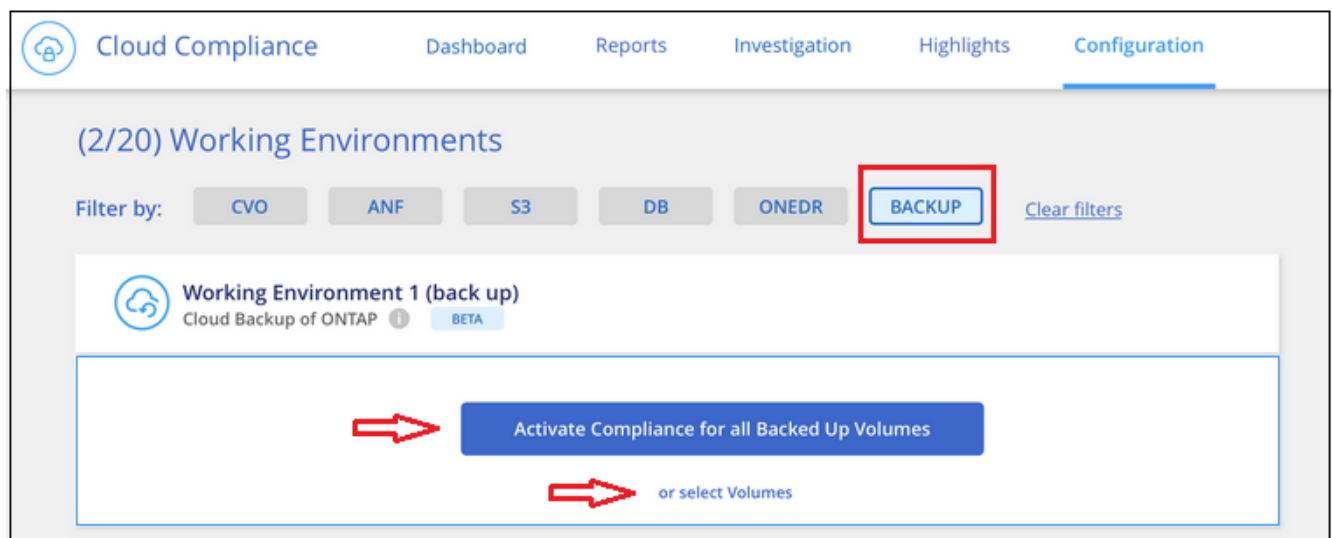 Cloud Compliance Dashboard Reports Investigation Highlights Configuration
(2/20) Working Environments
Filter by: CVO ANF S3 DB ONEDR BACKUP Clear filters
Working Environment 1 (back up)
Cloud Backup of ONTAP i BETA
Activate Compliance for all Backed Up Volumes
or select Volumes